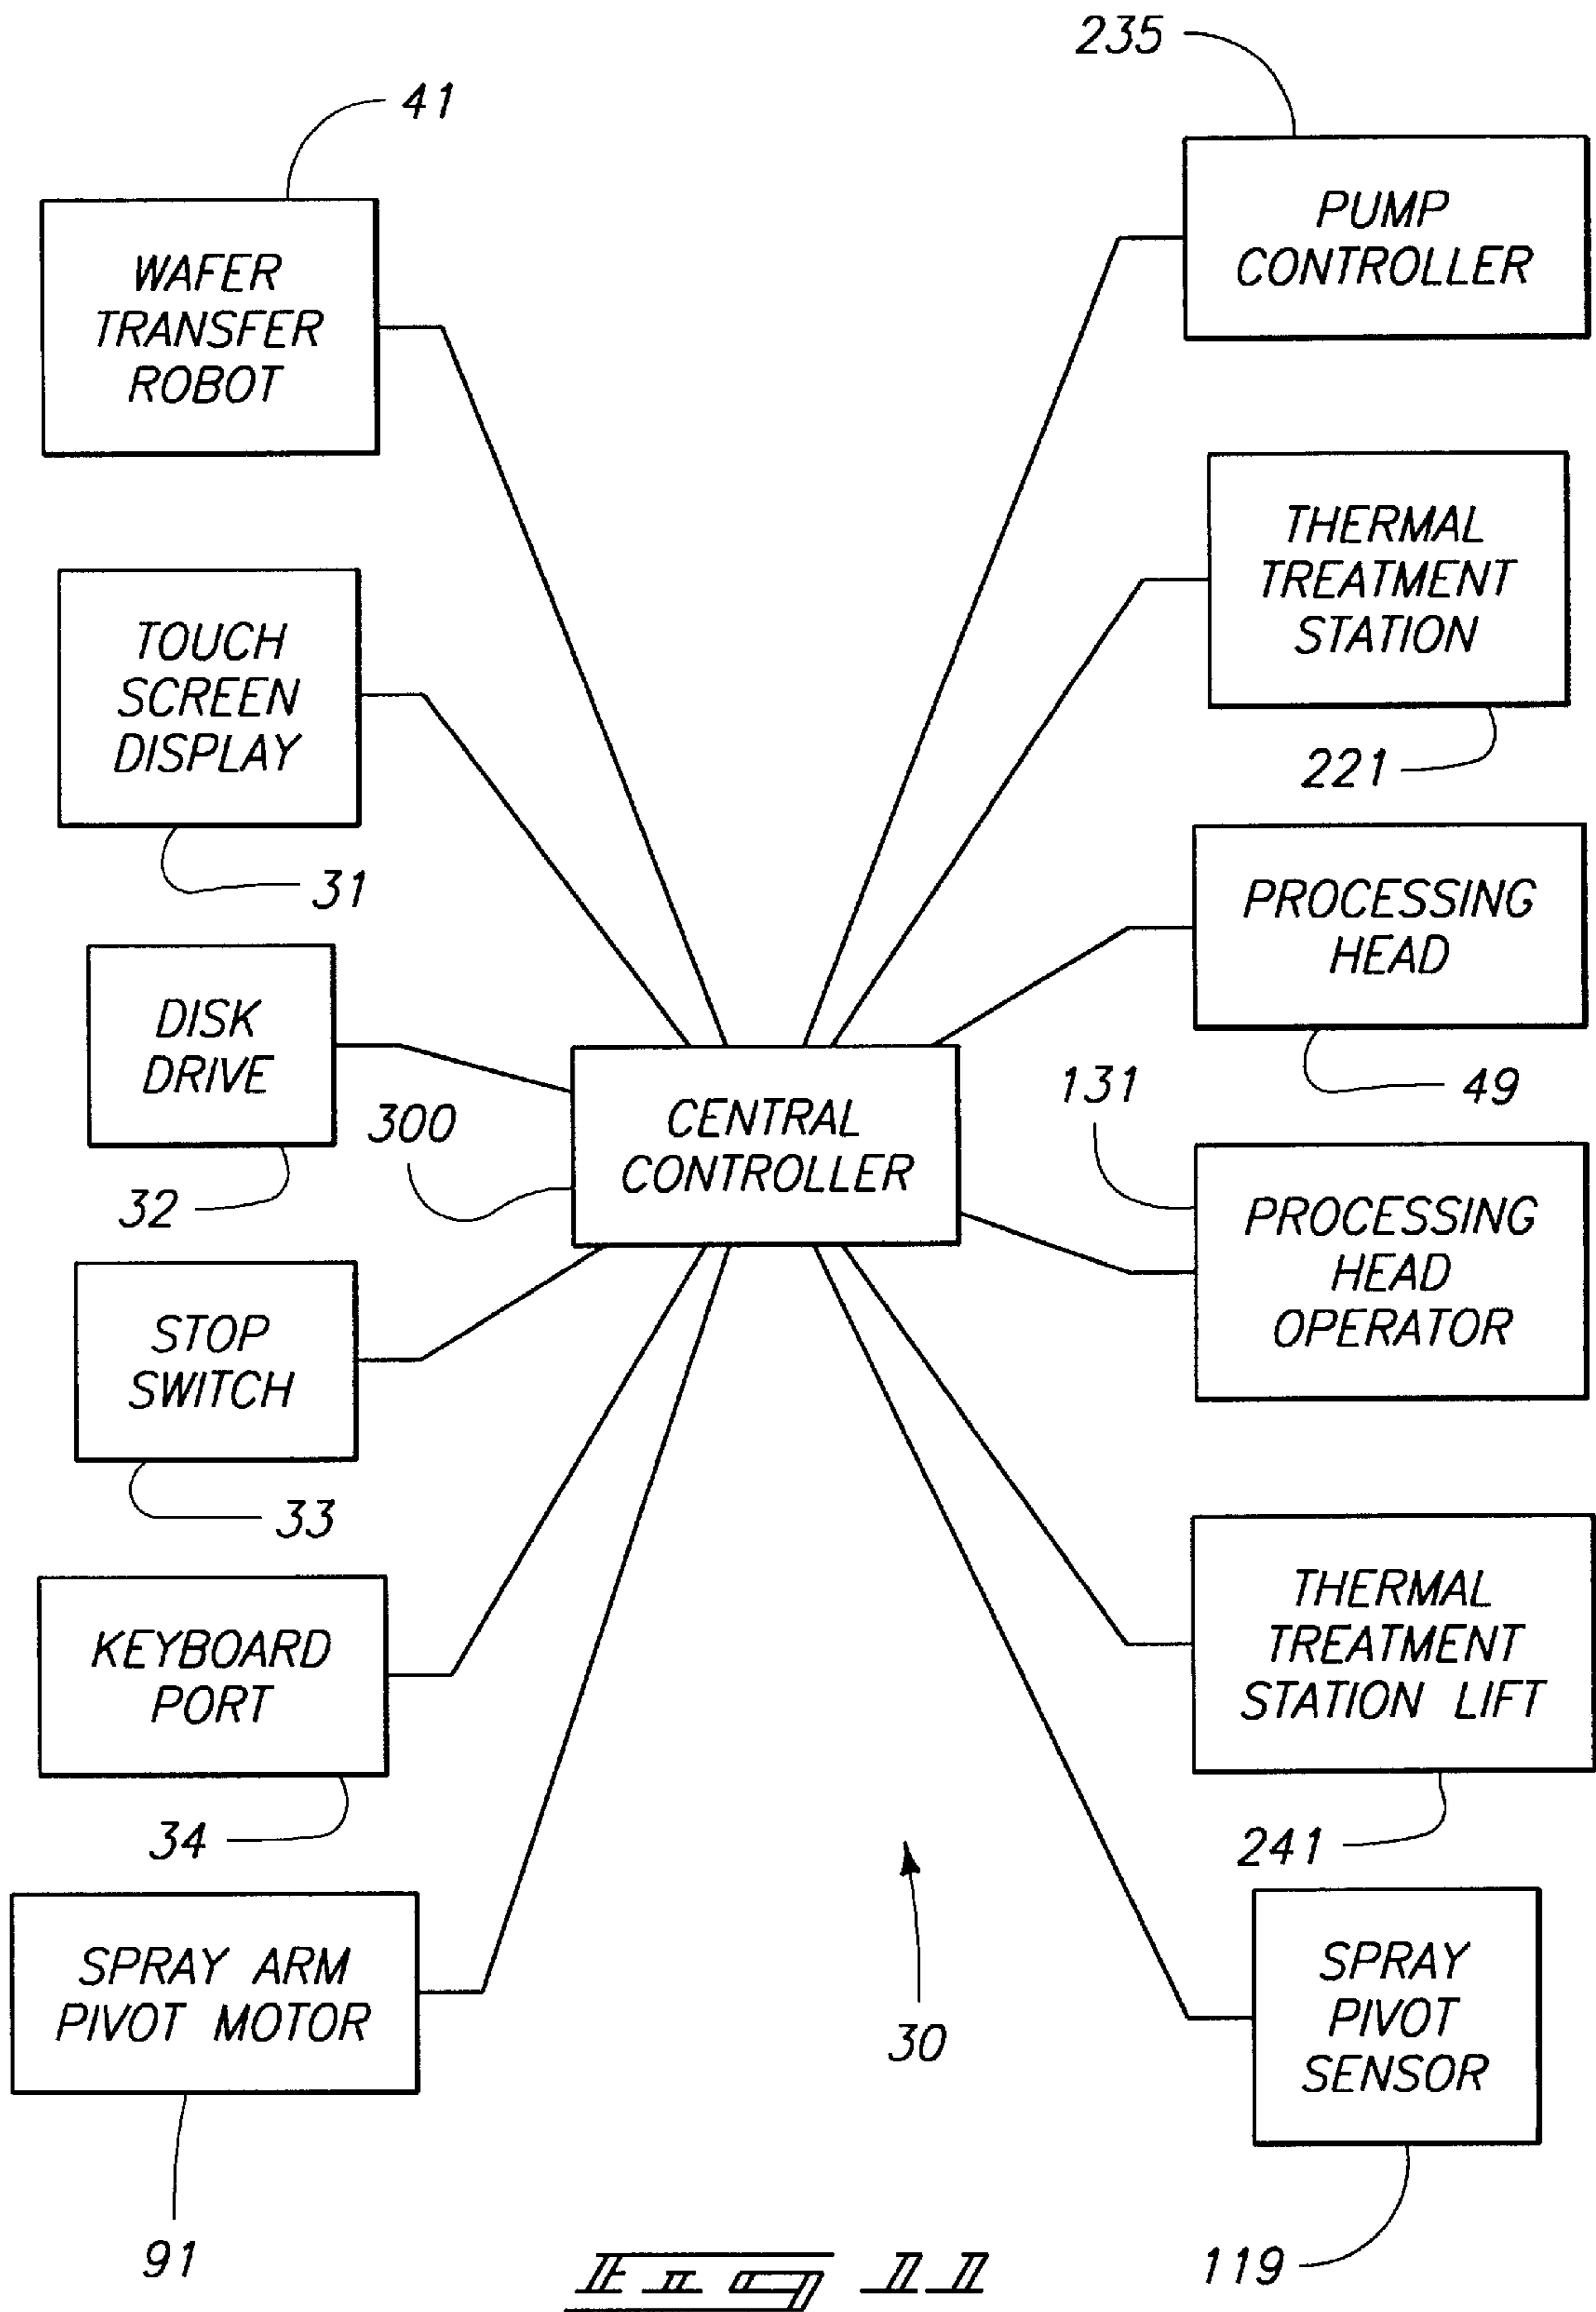 235
41
PUMP
CONTROLLER
WAFER
TRANSFER
ROBOT
THERMAL
TREATMENT
STATION
221
TOUCH
SCREEN
DISPLAY
31
PROCESSING
HEAD
49
DISK
DRIVE
32
300
CENTRAL
CONTROLLER
131
PROCESSING
HEAD
OPERATOR
STOP
SWITCH
33
THERMAL
TREATMENT
STATION LIFT
241
KEYBOARD
PORT
34
SPRAY ARM
PIVOT MOTOR
91
30
SPRAY
PIVOT
SENSOR
119
Fig 11